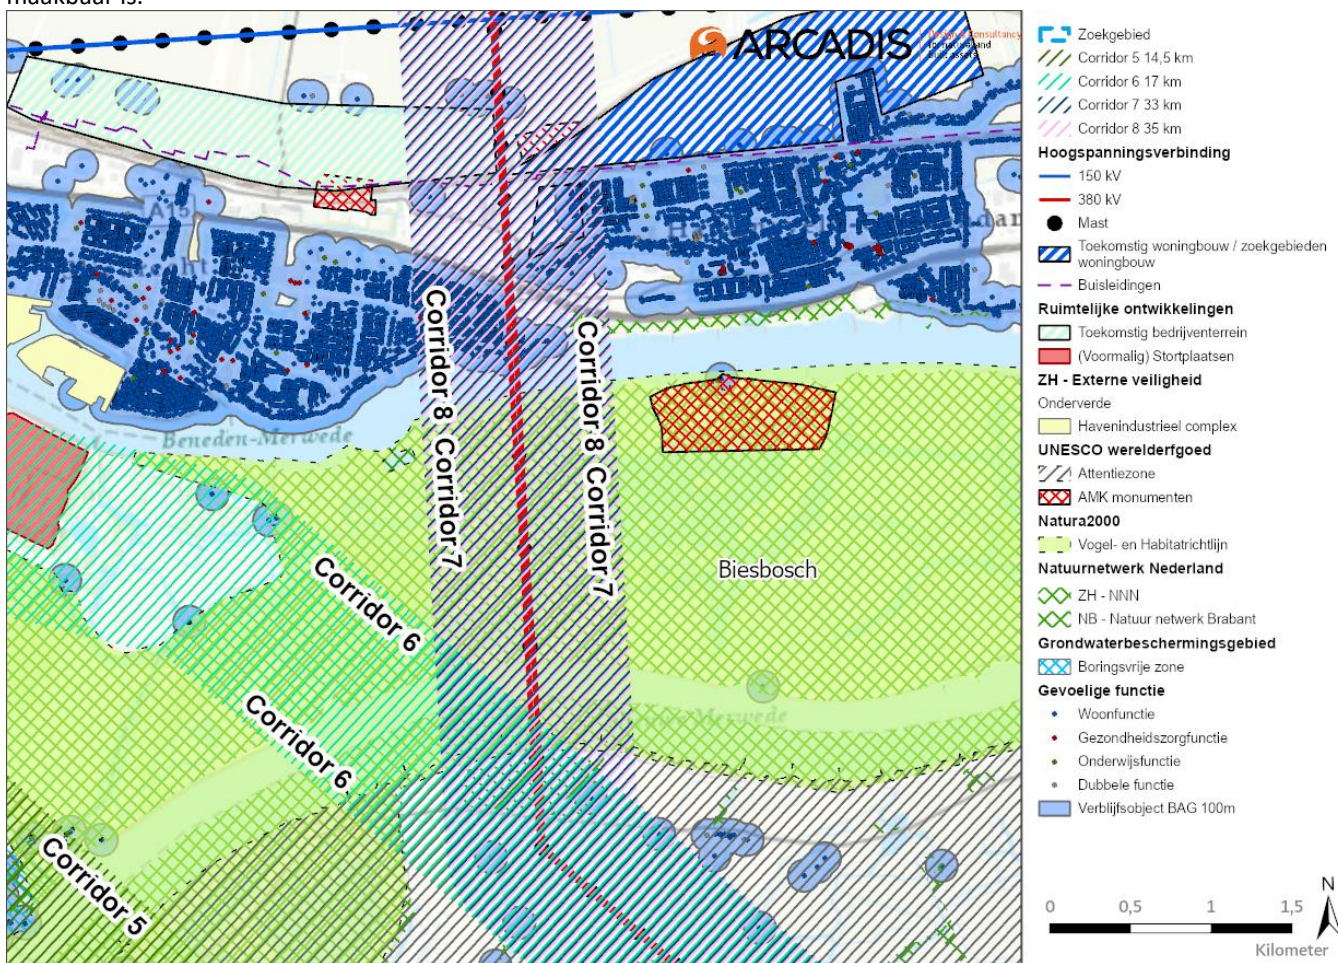 ARCADIS
Zoekgebied
Corridor 5 14,5 km
Corridor 6 17 km
Corridor 7 33 km
Corridor 8 35 km
Hoogspanningsverbinding
150 kV
380 kV
Mast
Toekomstig woningbouw / zoekgebieden
woningbouw
Buisleidingen
Ruimtelijke ontwikkelingen
Toekomstig bedrijventerrein
(Voormalig) Stortplaatsen
ZH - Externe veiligheid
Onderverde
Havenindustrieel complex
UNESCO werelderfgoed
Attentiezone
AMK monumenten
Natura2000
Vogel- en Habitatrichtlijn
Natuurnetwerk Nederland
ZH - NNN
NB - Natuur netwerk Brabant
Grondwaterbeschermingsgebied
Boringsvrije zone
Gevoelige functie
Woonfunctie
Gezondheidszorgfunctie
Onderwijsfunctie
Dubbele functie
Verblijfsobject BAG 100m
N
0 0,5 1 1,5
Kilometer
A15
Corridor 8 Corridor 7
Corridor 8 Corridor 7
Beneden-Merwede
Biesbosch
Corridor 6
Corridor 6
Corridor 5